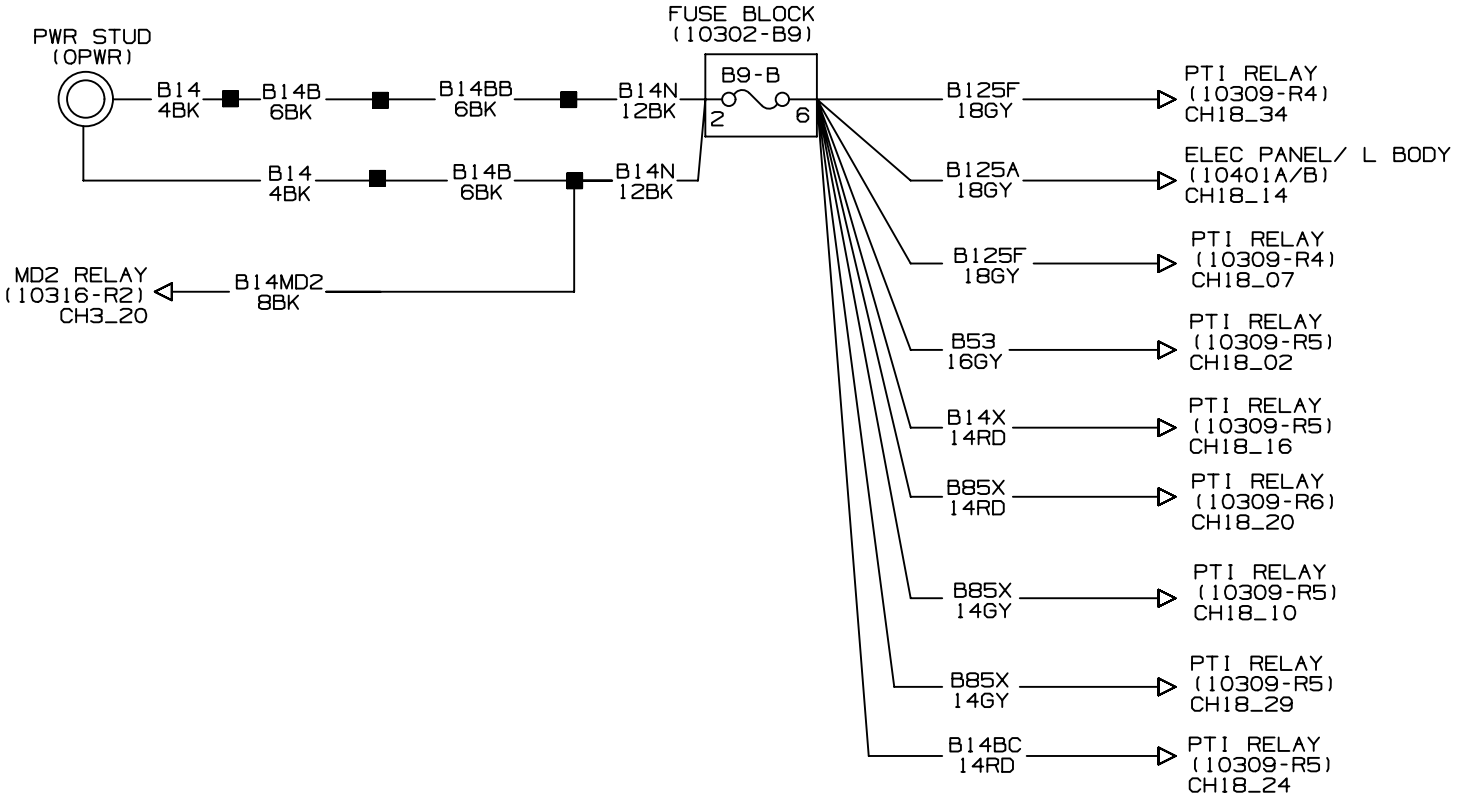 FUSE BLOCK
(10302-B9)
PWR STUD
(OPWR)
B14
4BK
B14B
6BK
B14BB
6BK
B14N
12BK
B9-B
2
6
B125F
18GY
PTI RELAY
(10309-R4)
CH18_34
B14
4BK
B14B
6BK
B14N
12BK
B125A
18GY
ELEC PANEL/ L BODY
(10401A/B)
CH18_14
MD2 RELAY
(10316-R2)
CH3_20
B14MD2
8BK
B125F
18GY
PTI RELAY
(10309-R4)
CH18_07
B53
16GY
PTI RELAY
(10309-R5)
CH18_02
B14X
14RD
PTI RELAY
(10309-R5)
CH18_16
B85X
14RD
PTI RELAY
(10309-R6)
CH18_20
B85X
14GY
PTI RELAY
(10309-R5)
CH18_10
B85X
14GY
PTI RELAY
(10309-R5)
CH18_29
B14BC
14RD
PTI RELAY
(10309-R5)
CH18_24